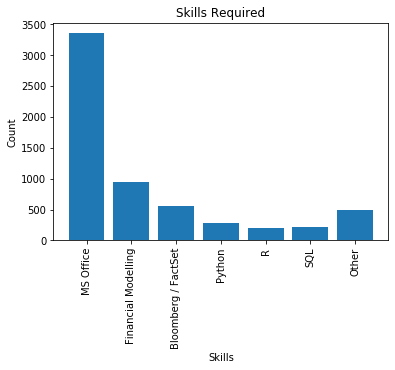 Skills Required
3500
3000
2500
2000
1500
1000
500
0
Count
MS Office
Financial Modelling
Bloomberg / FactSet
Python
R
SQL
Other
Skills